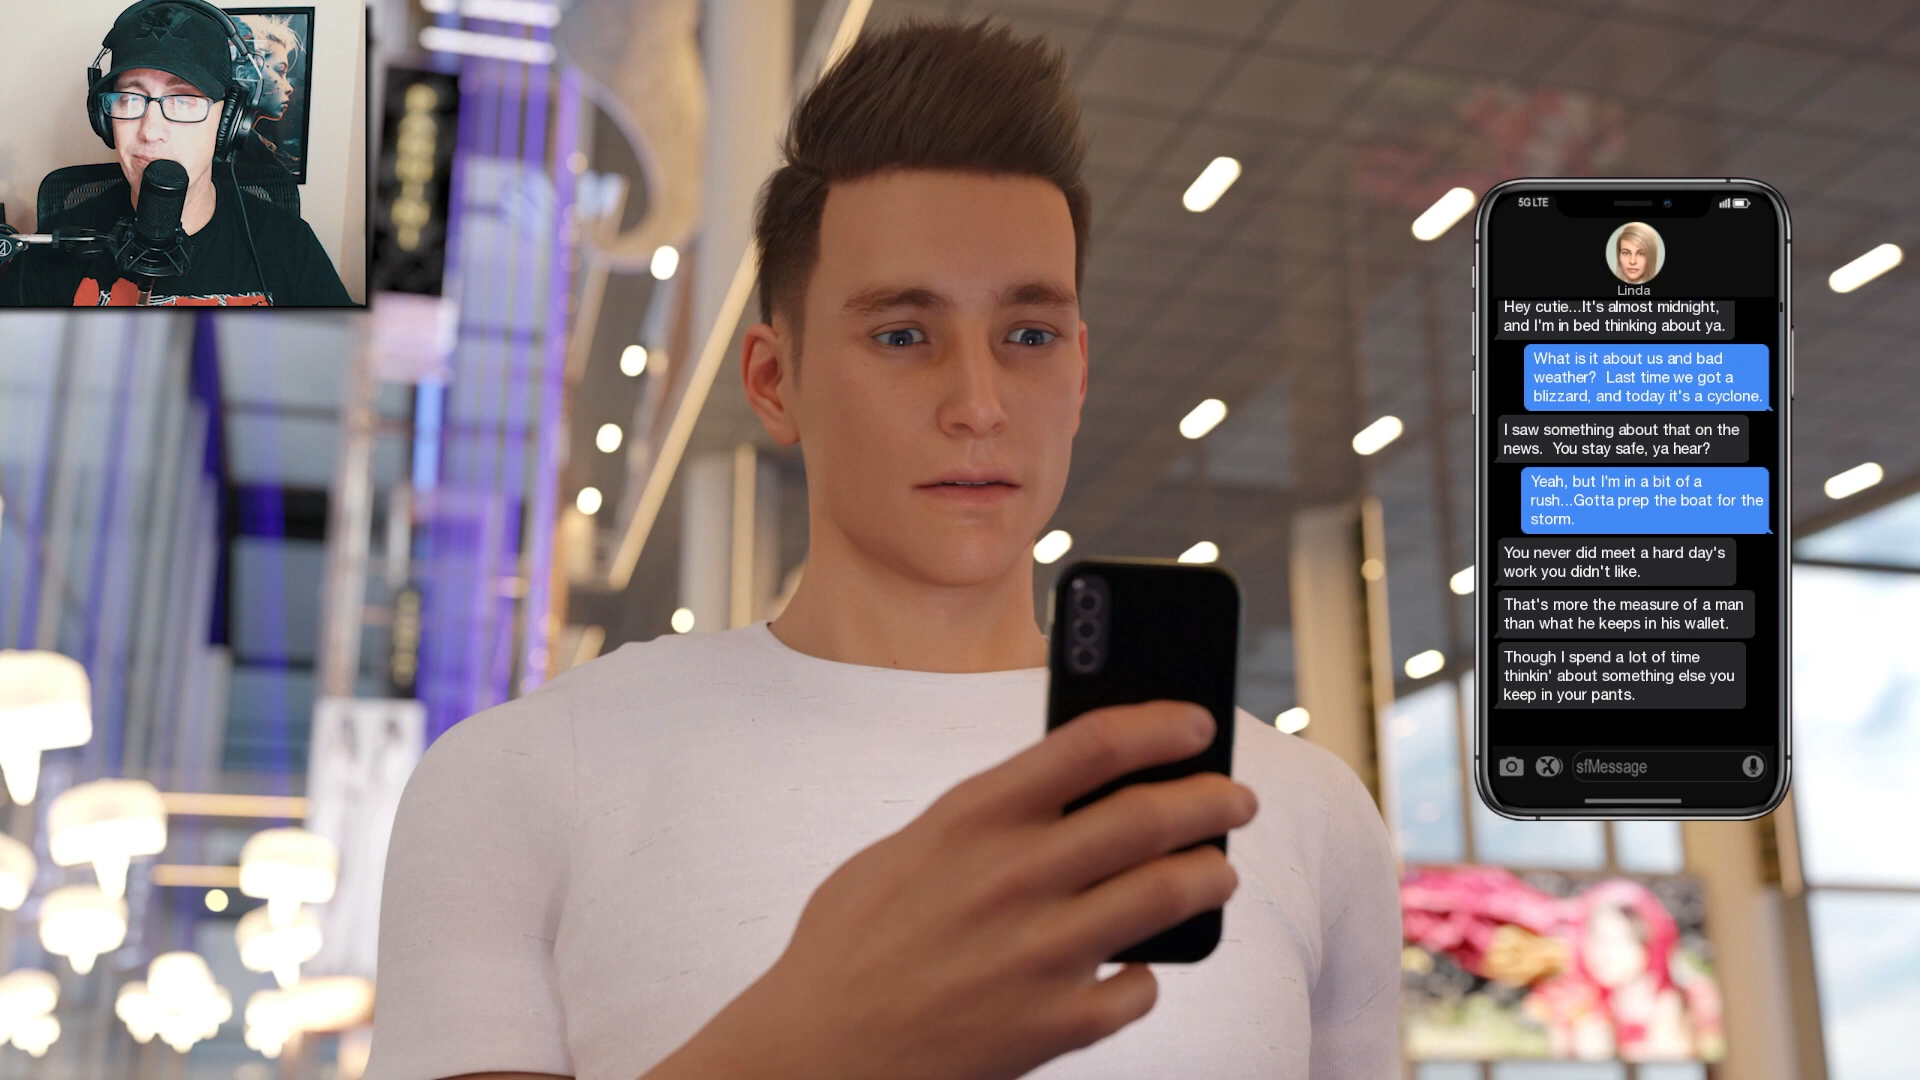 5G LTE
Linda
Hey cutie...It's almost midnight,
and I'm in bed thinking about ya.
What is it about us and bad
weather?  Last time we got a
blizzard, and today it's a cyclone.
I saw something about that on the
news.  You stay safe, ya hear?
Yeah, but I'm in a bit of a
rush...Gotta prep the boat for the
storm.
You never did meet a hard day's
work you didn't like.
That's more the measure of a man
than what he keeps in his wallet.
Though I spend a lot of time
thinkin' about something else you
keep in your pants.
sfMessage